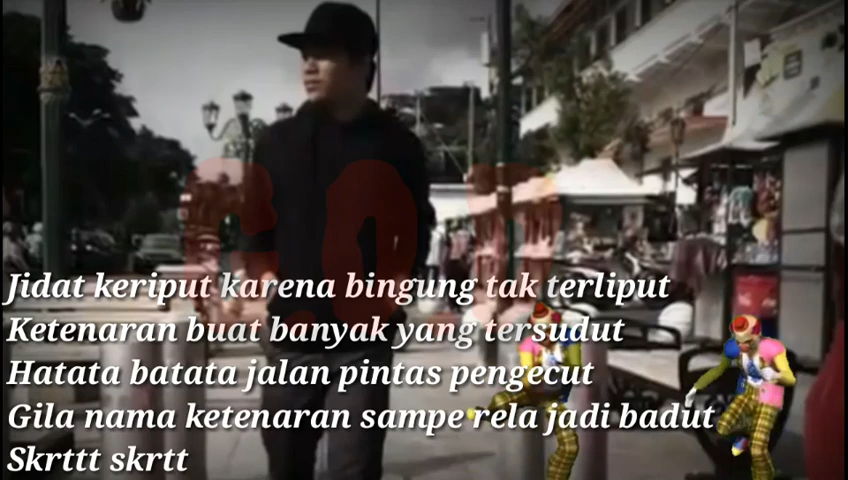 Jidat keriput karena bingung tak terliput
Ketenaran buat banyak yang tersudut
Hatata batata jalan pintas pengecut
Gila nama ketenaran sampe rela jadi badut
Skrttt skrtt